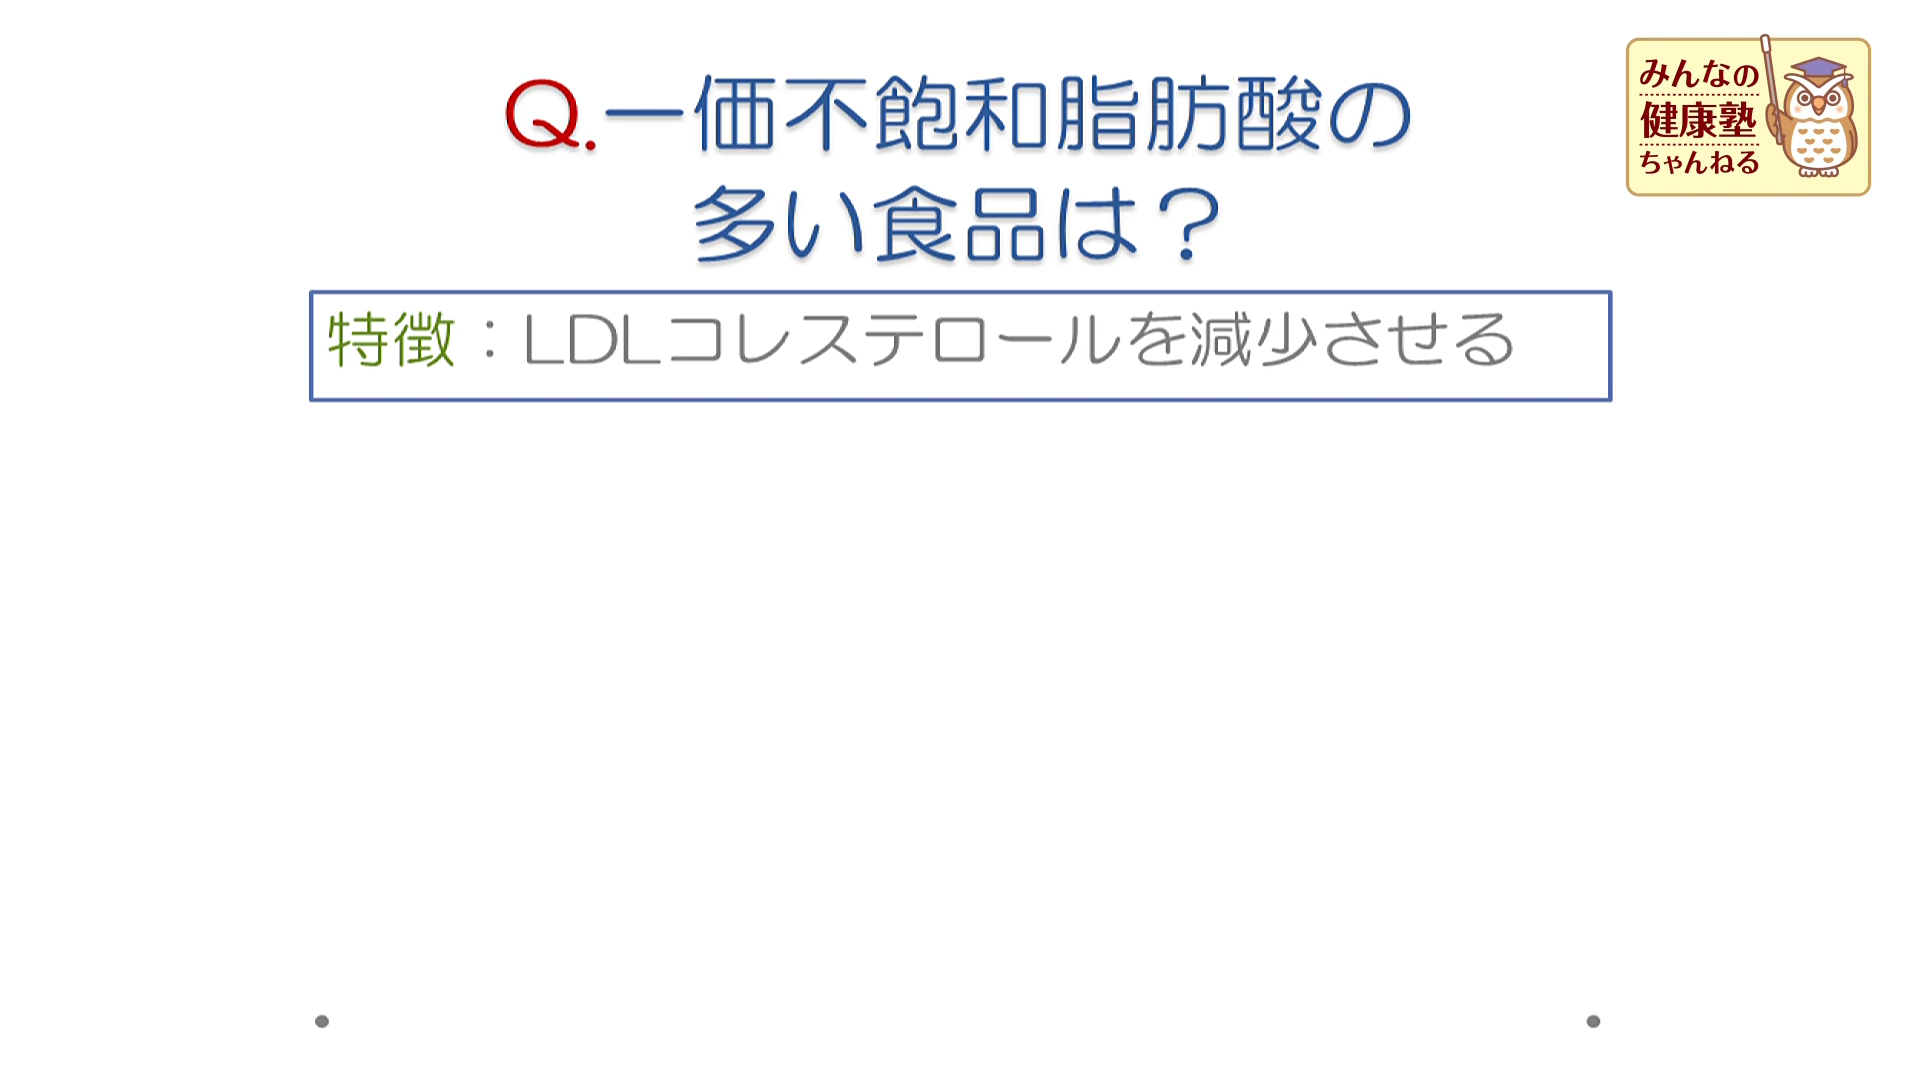 Q.一価不飽和脂肪酸の
多い食品は？
特徴：LDLコレステロールを減少させる
みんなの
健康塾
ちゃんねる